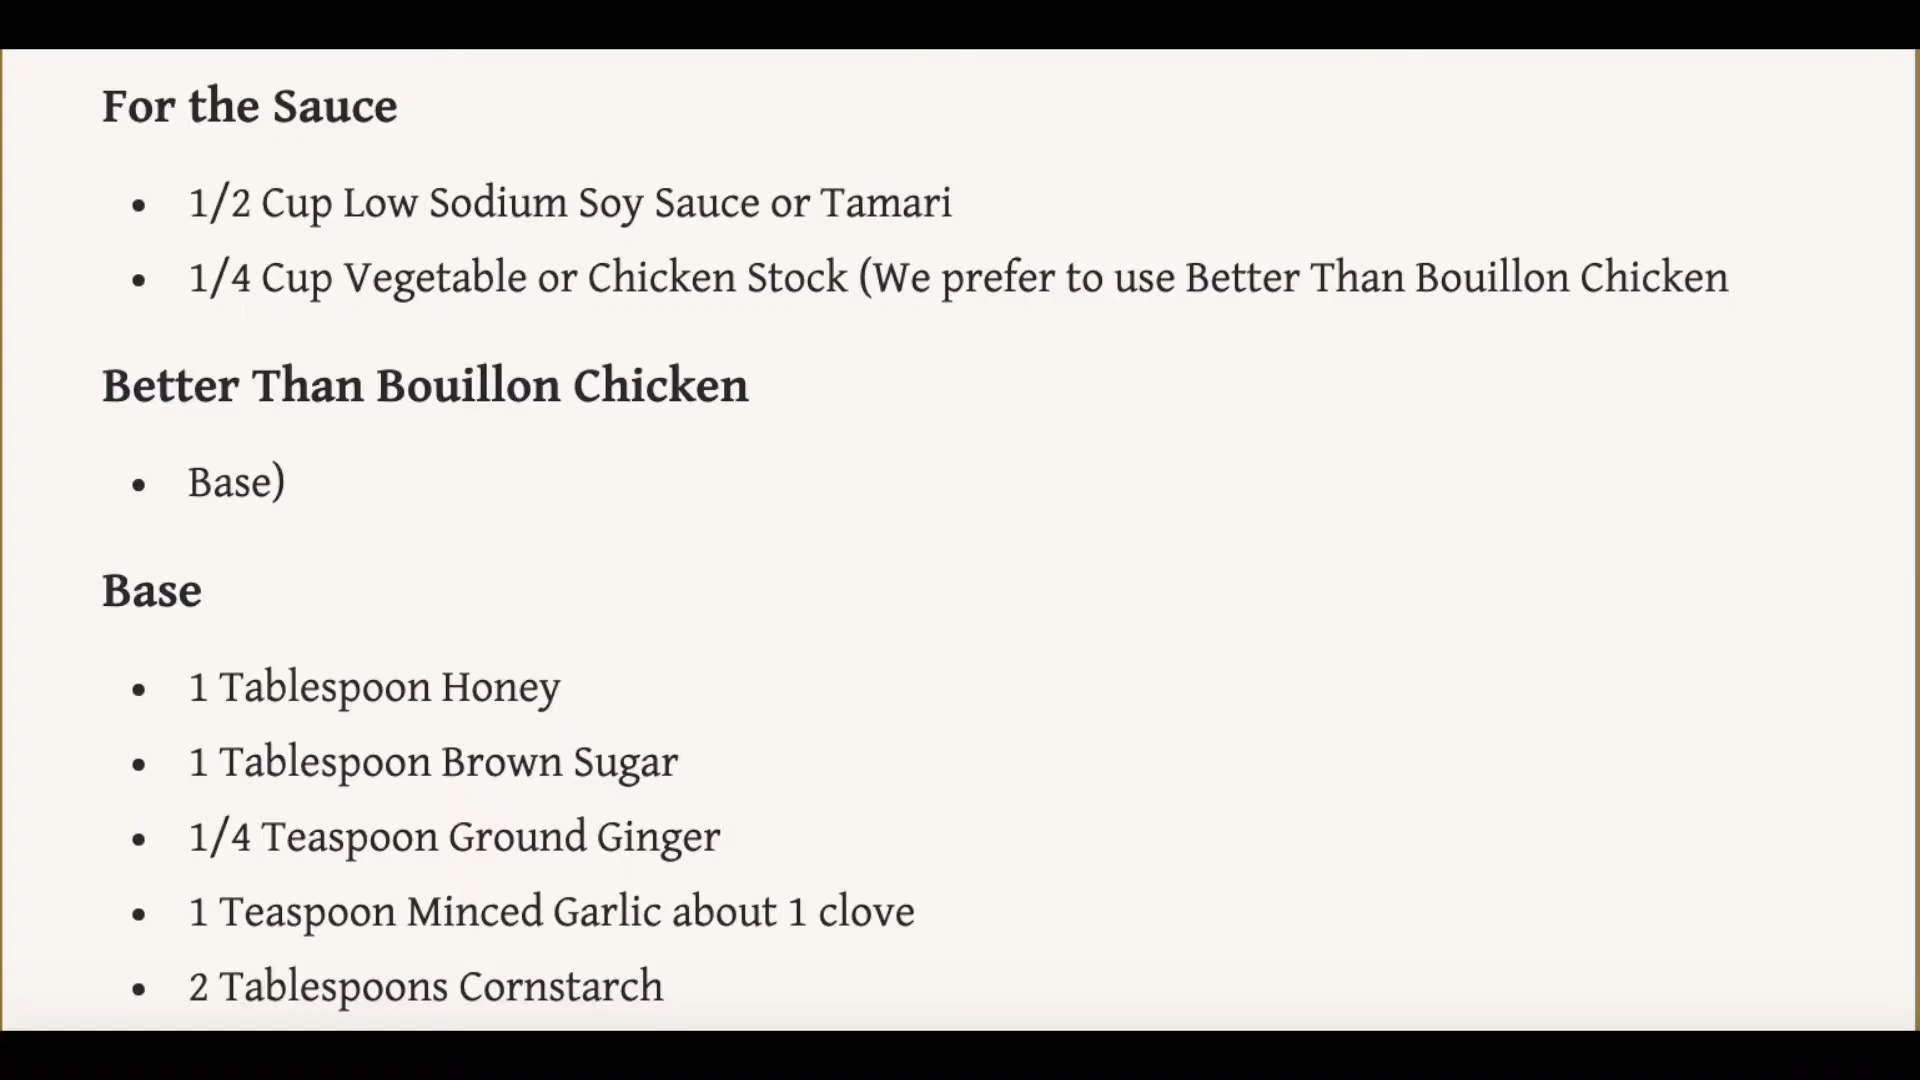 For the Sauce
• 1/2 Cup Low Sodium Soy Sauce or Tamari
• 1/4 Cup Vegetable or Chicken Stock (We prefer to use Better Than Bouillon Chicken
Better Than Bouillon Chicken
• Base)
Base
• 1 Tablespoon Honey
• 1 Tablespoon Brown Sugar
• 1/4 Teaspoon Ground Ginger
• 1 Teaspoon Minced Garlic about 1 clove
• 2 Tablespoons Cornstarch